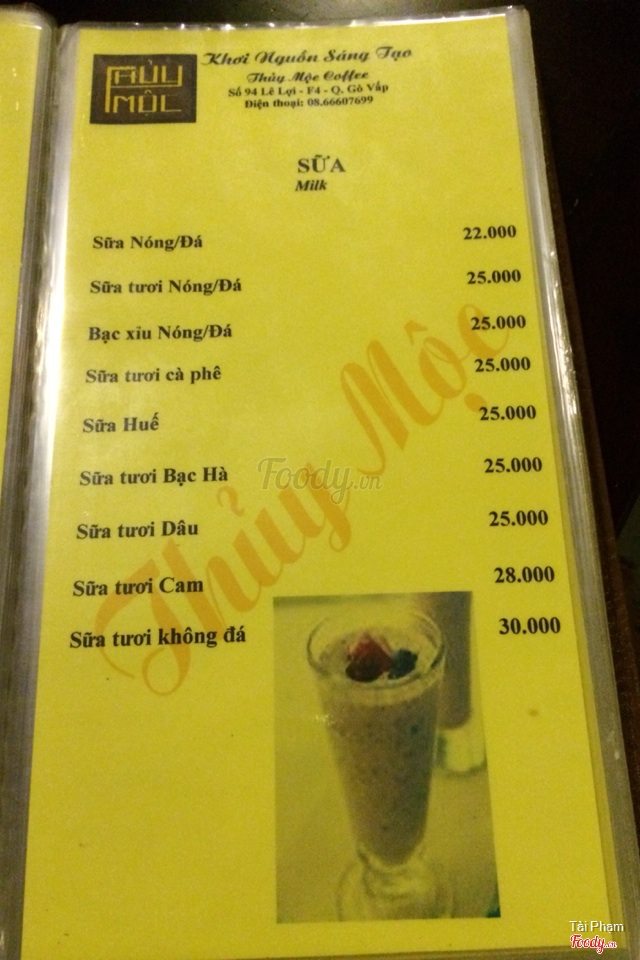 THỦY
MỘC
Khơi Nguồn Sáng Tạo
Thủy Mộc Coffee
Số 94 Lê Lợi - F4 - Q. Gò Vấp
Điện thoại: 08.66607699
SỮA
Milk
Sữa Nóng/Đá 22.000
Sữa tươi Nóng/Đá 25.000
Bạc xỉu Nóng/Đá 25.000
Sữa tươi cà phê 25.000
Sữa Huế 25.000
Sữa tươi Bạc Hà 25.000
Sữa tươi Dâu 25.000
Sữa tươi Cam 28.000
Sữa tươi không đá 30.000
Thủy Mộc
Foody.vn
Tài Phạm
Foody.vn